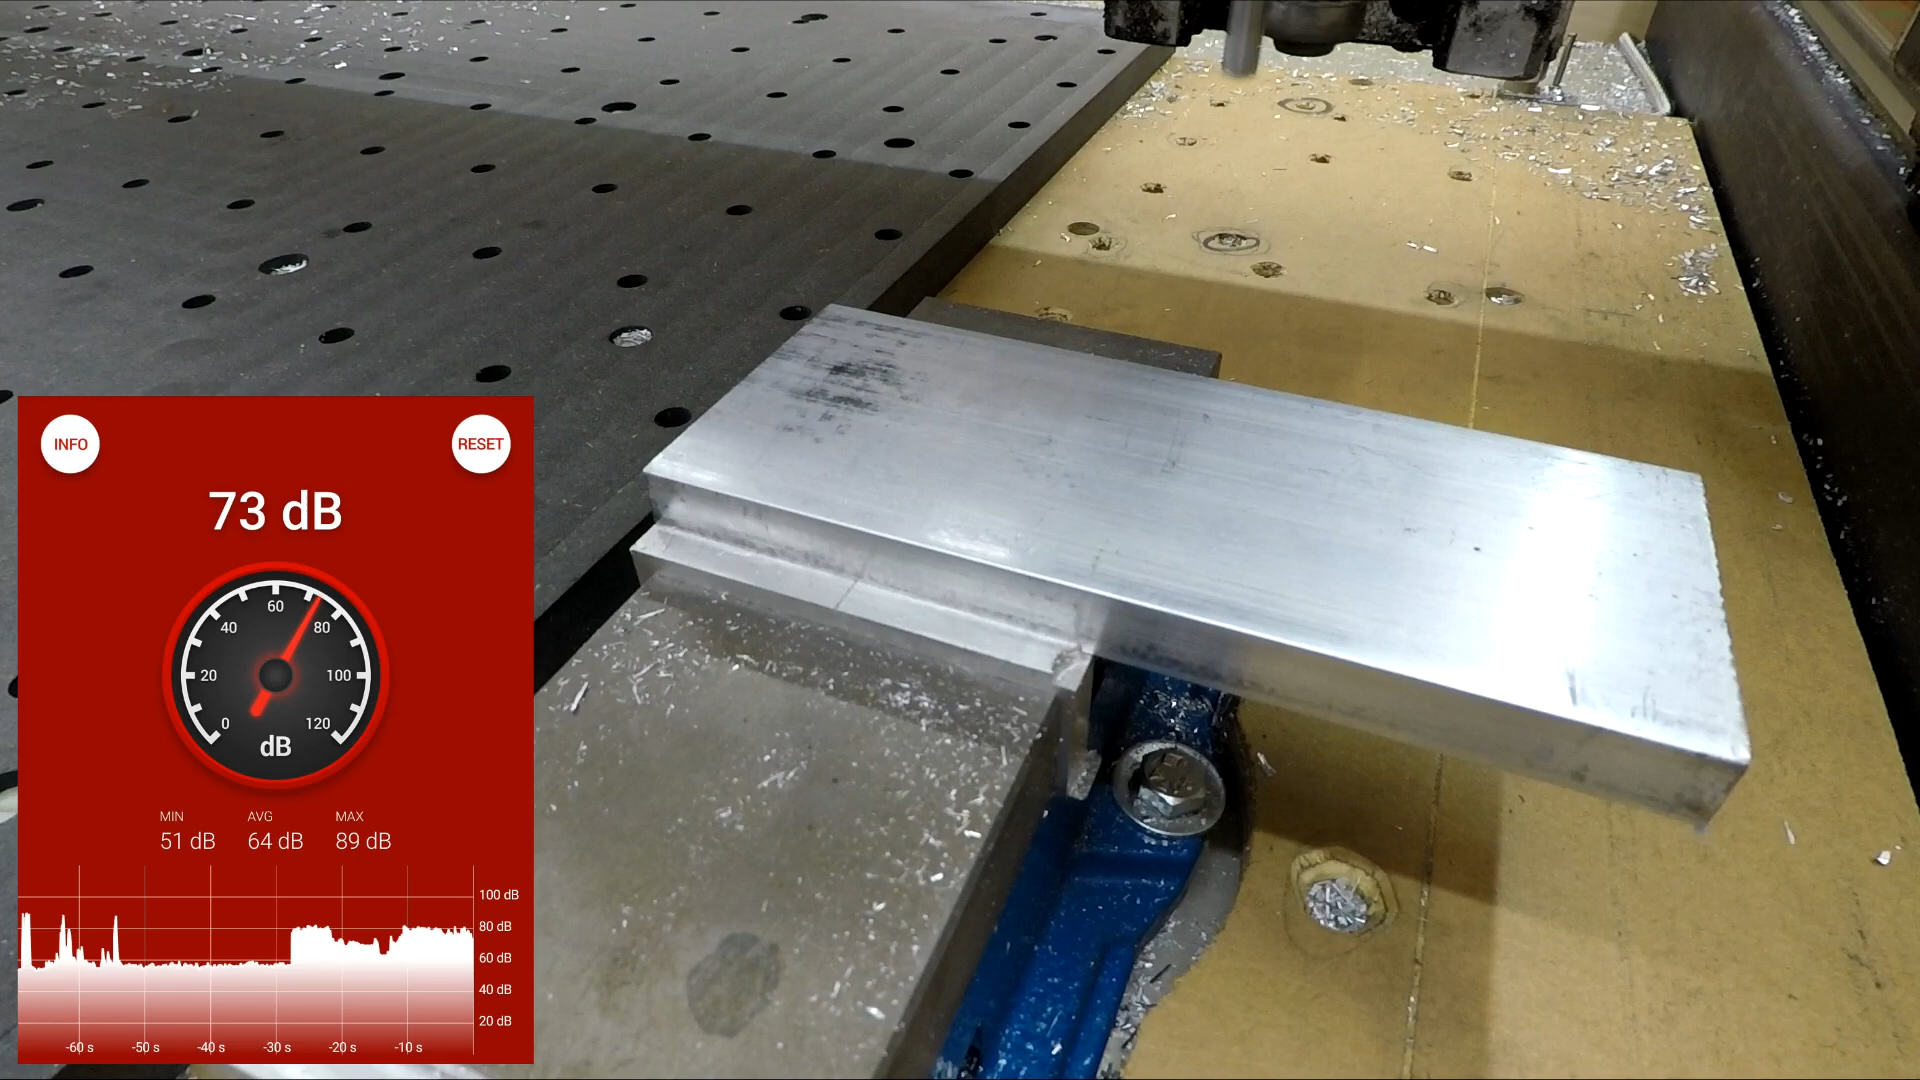 INFO
RESET
73 dB
0
20
40
60
80
100
120
dB
MIN AVG MAX
51 dB 64 dB 89 dB
100 dB
80 dB
60 dB
40 dB
20 dB
-60 s -50 s -40 s -30 s -20 s -10 s